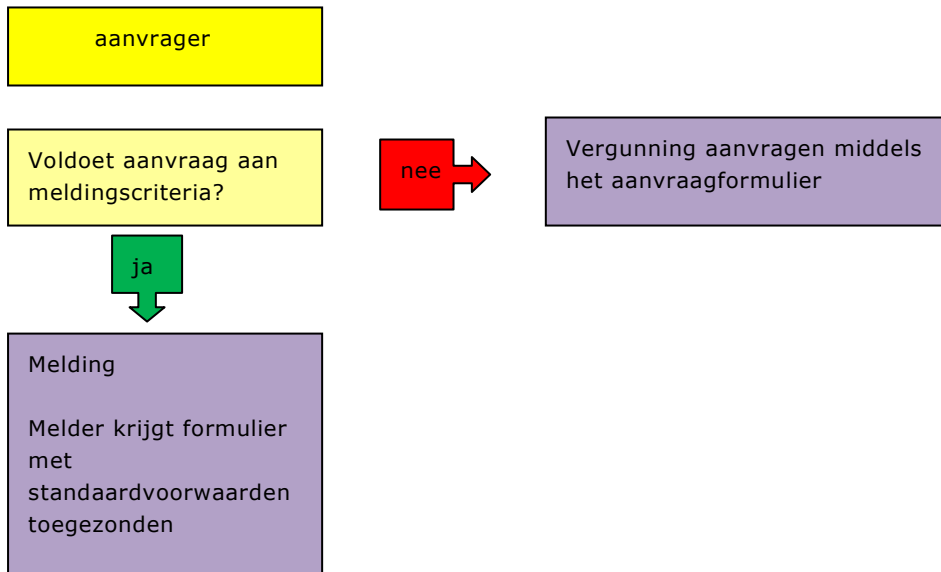 aanvrager
Voldoet aanvraag aan
meldingscriteria?
nee
Vergunning aanvragen middels
het aanvraagformulier
ja
Melding
Melder krijgt formulier
met
standaardvoorwaarden
toegezonden